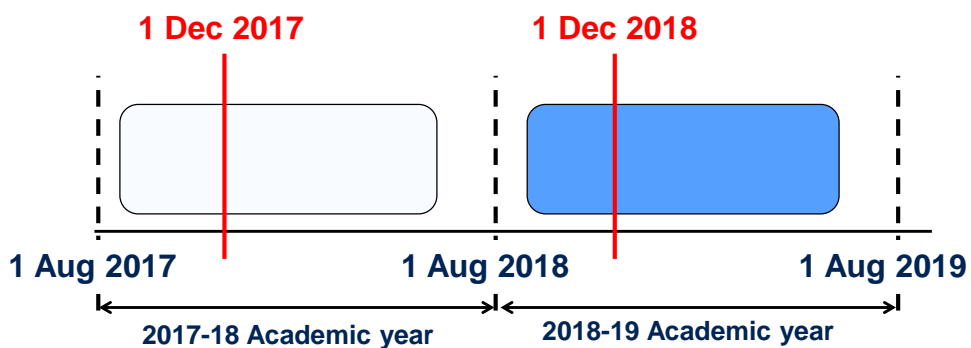 1 Dec 2017
1 Dec 2018
1 Aug 2017
1 Aug 2018
1 Aug 2019
2017-18 Academic year
2018-19 Academic year